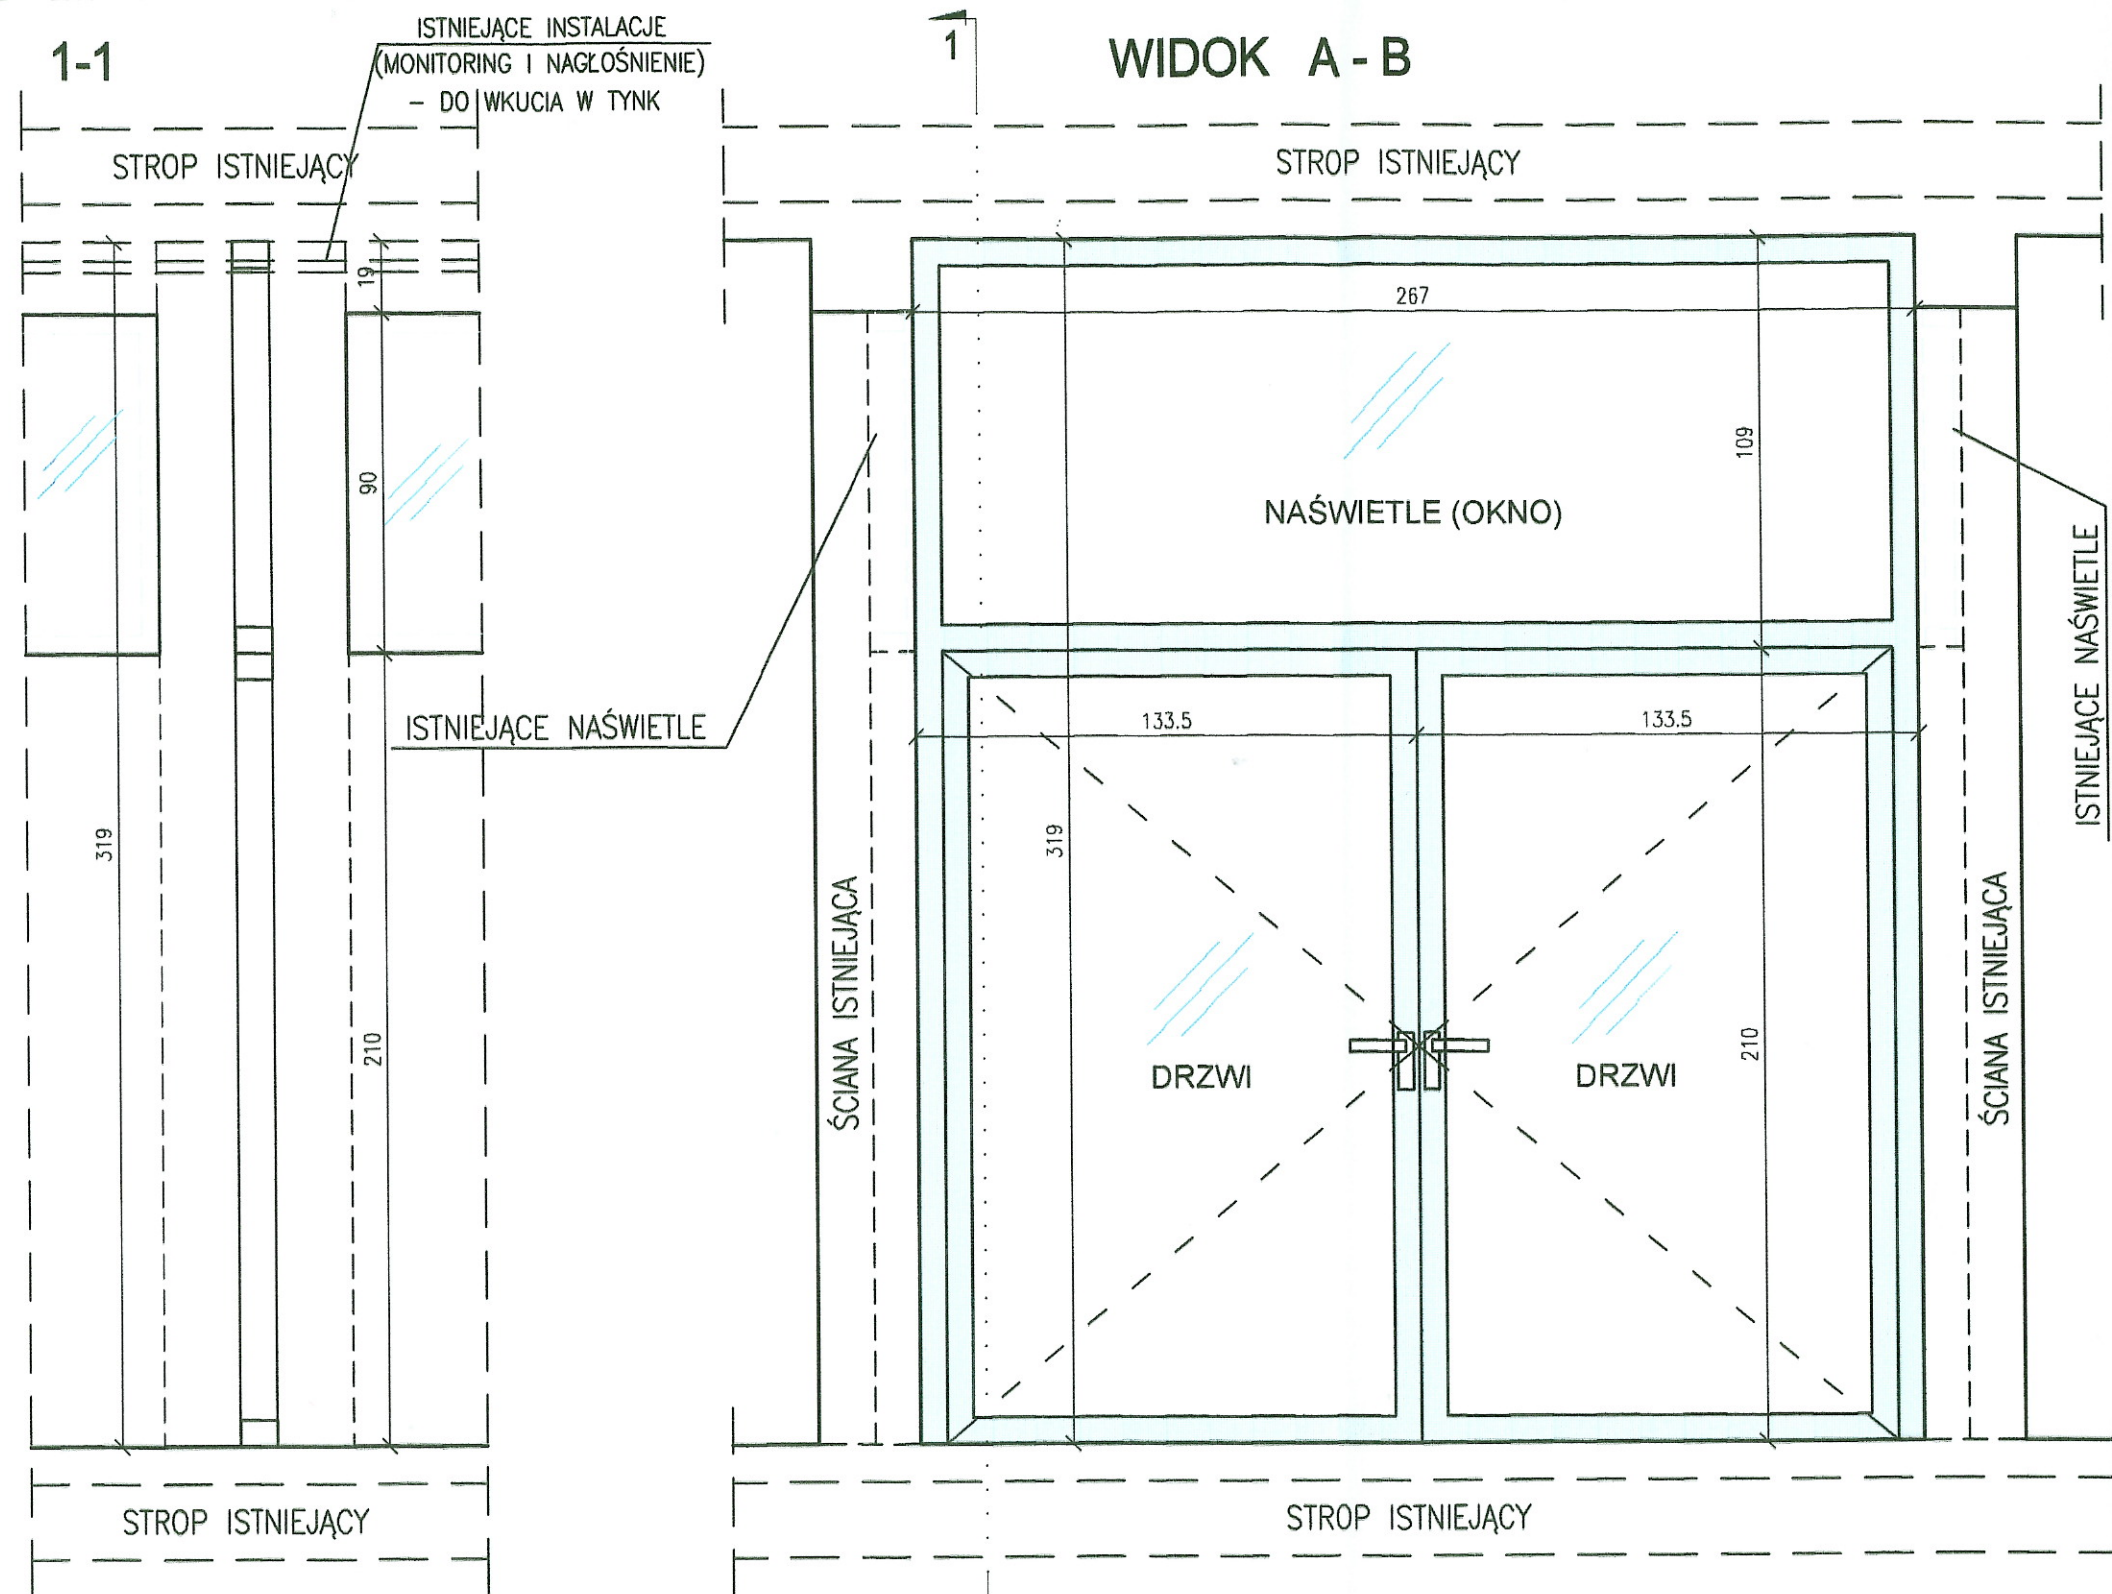 1-1
ISTNIEJĄCE INSTALACJE
(MONITORING I NAGŁOŚNIENIE)
- DO WKUCIA W TYNK
1
WIDOK A - B
STROP ISTNIEJĄCY
STROP ISTNIEJĄCY
19
267
90
109
NAŚWIETLE (OKNO)
ISTNIEJĄCE NAŚWIETLE
ISTNIEJĄCE NAŚWIETLE
133.5
133.5
319
319
ŚCIANA ISTNIEJĄCA
ŚCIANA ISTNIEJĄCA
210
210
DRZWI
DRZWI
STROP ISTNIEJĄCY
STROP ISTNIEJĄCY